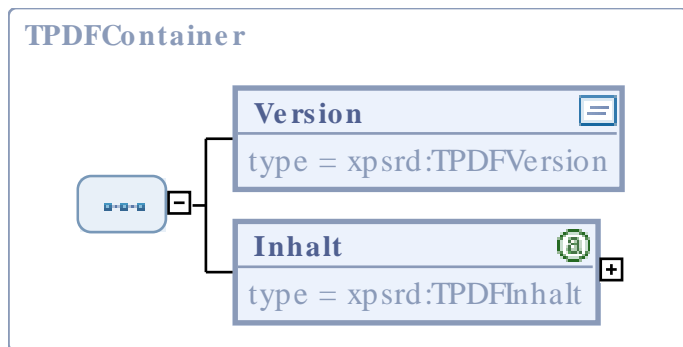 TPDFContainer
Version
type = xpsrd:TPDFVersion
Inhalt
@
type = xpsrd:TPDFInhalt